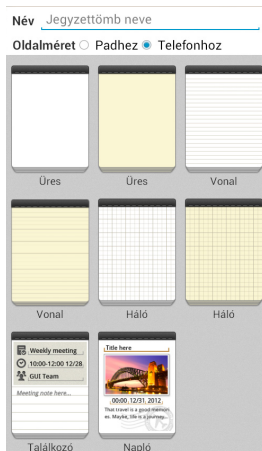 Név Jegyzettömb neve
Oldalméret Padhez Telefonhoz
Üres Üres Vonal
Vonal Háló Háló
Weekly meeting
10:00-12:00 12/28
GUI Team
Meeting note here...
Title here
00:00 12/31, 2012
That travel is a good memori
es. Maybe, life is a journey...
Találkozó Napló